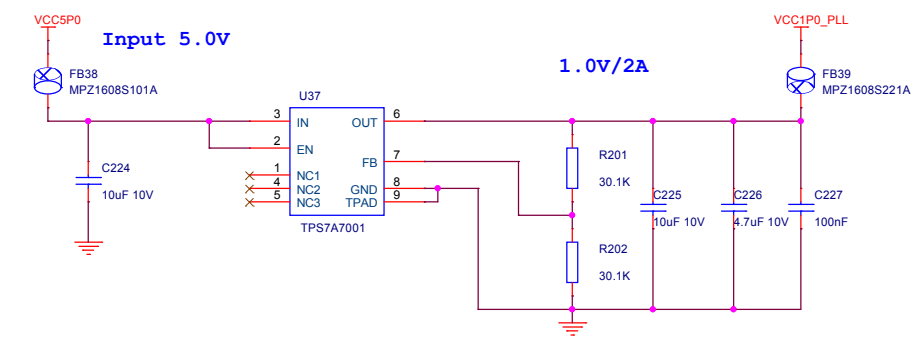 VCC5P0
VCC1P0_PLL
Input 5.0V
1.0V/2A
FB38
MPZ1608S101A
FB39
MPZ1608S221A
U37
3 IN OUT 6
2 EN
FB 7
1 NC1
4 NC2 GND 8
5 NC3 TPAD 9
TPS7A7001
C224
10uF 10V
R201
30.1K
C225
10uF 10V
C226
4.7uF 10V
C227
100nF
R202
30.1K